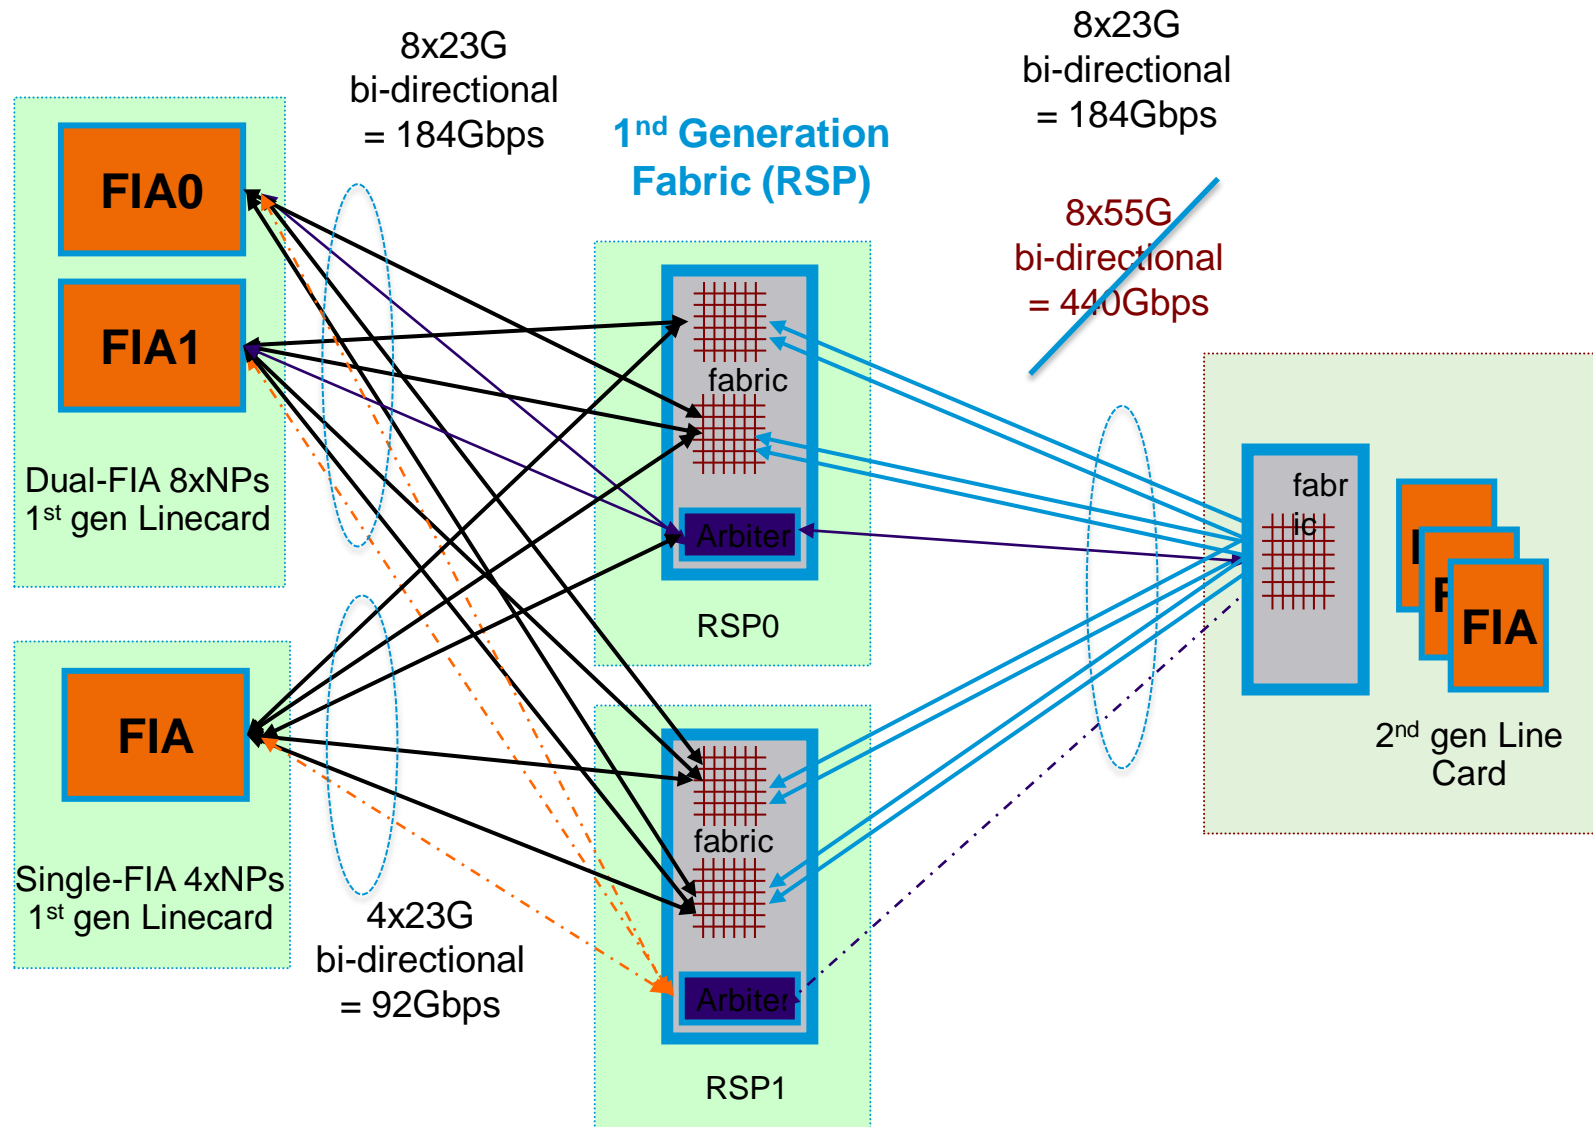 8x23G
bi-directional
= 184Gbps
8x23G
bi-directional
= 184Gbps
1nd Generation
Fabric (RSP)
8x55G
bi-directional
= 440Gbps
FIA0
FIA1
Dual-FIA 8xNPs
1st gen Linecard
fabric
Arbiter
RSP0
fabr
ic
FIA
2nd gen Line
Card
FIA
Single-FIA 4xNPs
1st gen Linecard
4x23G
bi-directional
= 92Gbps
fabric
Arbiter
RSP1